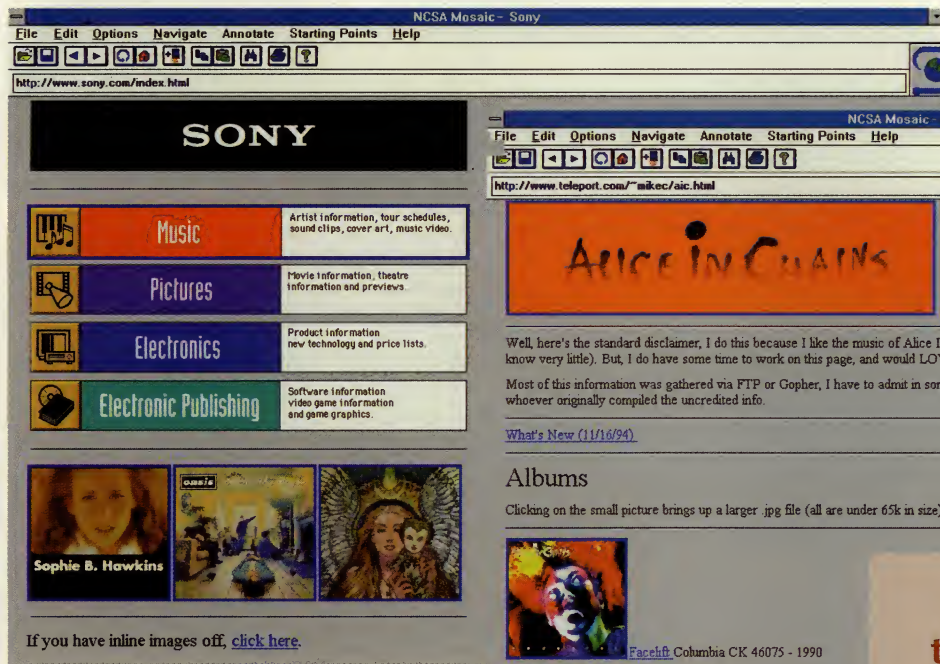 NCSA Mosaic - Sony
File Edit Options Navigate Annotate Starting Points Help
http://www.sony.com/index.html
SONY
Music
Artist information, tour schedules,
sound clips, cover art, music video.
Pictures
Movie information, theatre
information and previews.
Electronics
Product information
new technology and price lists.
Electronic Publishing
Software information
video game information
and game graphics.
Sophie B. Hawkins
oasis
If you have inline images off, click here.
NCSA Mosaic -
File Edit Options Navigate Annotate Starting Points Help
http://www.teleport.com/~mikec/aic.html
ALICE IN CHAINS
Well, here's the standard disclaimer, I do this because I like the music of Alice I
know very little). But, I do have some time to work on this page, and would LO
Most of this information was gathered via FTP or Gopher, I have to admit in so
whoever originally compiled the uncredited info.
What's New (11/16/94)
Albums
Clicking on the small picture brings up a larger .jpg file (all are under 65k in size)
Facelift Columbia CK 46075 - 1990
t